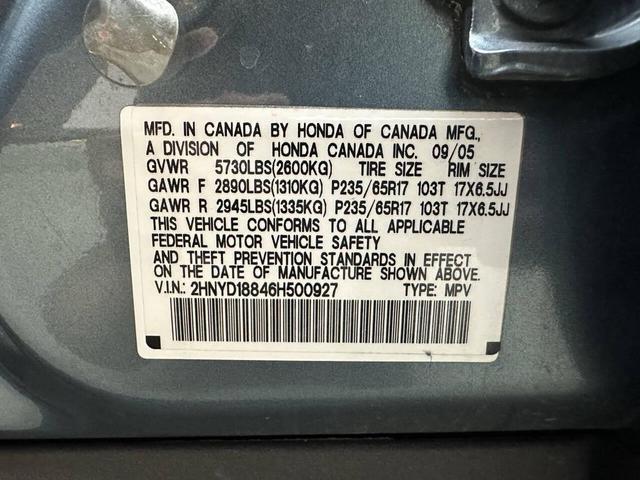 MFD. IN CANADA BY HONDA OF CANADA MFG.,
A DIVISION OF HONDA CANADA INC. 09/05
GVWR 5730LBS(2600KG) TIRE SIZE RIM SIZE
GAWR F 2890LBS(1310KG) P235/65R17 103T 17X6.5JJ
GAWR R 2945LBS(1335KG) P235/65R17 103T 17X6.5JJ
THIS VEHICLE CONFORMS TO ALL APPLICABLE
FEDERAL MOTOR VEHICLE SAFETY
AND THEFT PREVENTION STANDARDS IN EFFECT
ON THE DATE OF MANUFACTURE SHOWN ABOVE.
V.I.N.: 2HNYD18846H500927 TYPE: MPV